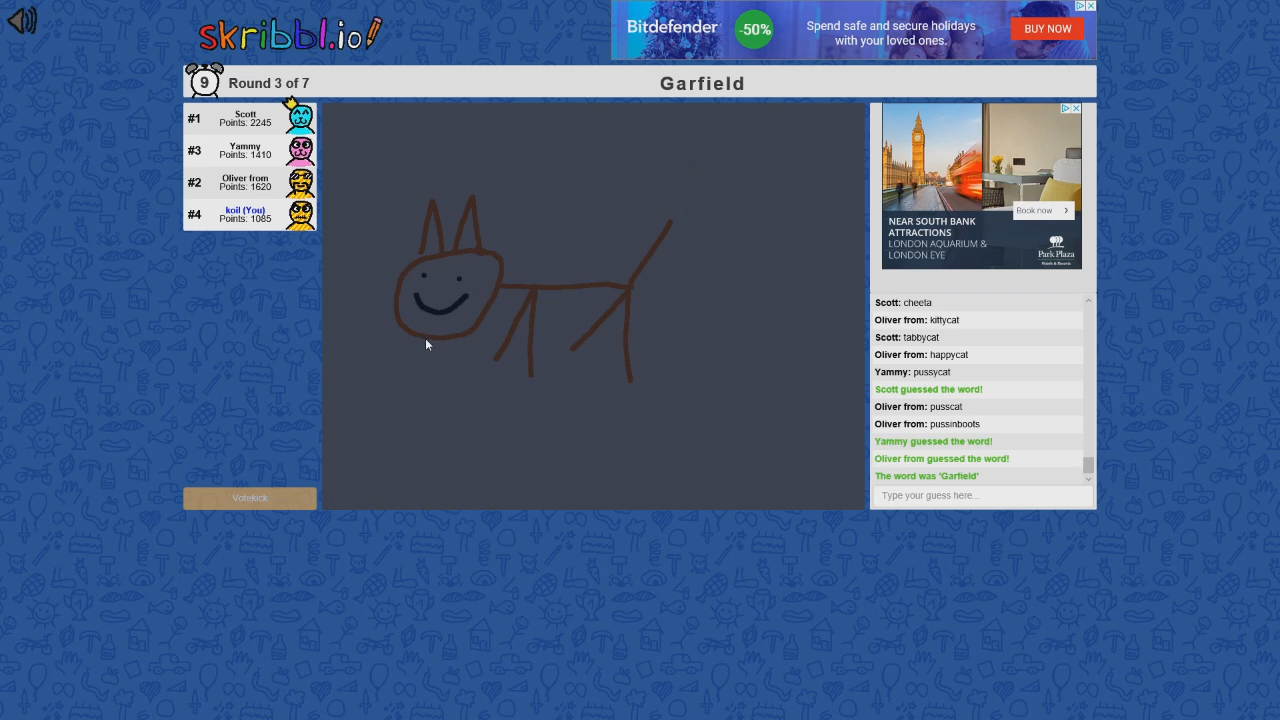 skribbl.io
Bitdefender
-50%
Spend safe and secure holidays
with your loved ones.
BUY NOW
9
Round 3 of 7
Garfield
#1
Scott
Points: 2245
#3
Yammy
Points: 1410
#2
Oliver from
Points: 1620
#4
koil (You)
Points: 1085
Votekick
Book now
NEAR SOUTH BANK
ATTRACTIONS
LONDON AQUARIUM &
LONDON EYE
Park Plaza
Scott: cheeta
Oliver from: kittycat
Scott: tabbycat
Oliver from: happycat
Yammy: pussycat
Scott guessed the word!
Oliver from: pusscat
Oliver from: pussinboots
Yammy guessed the word!
Oliver from guessed the word!
The word was 'Garfield'
Type your guess here...